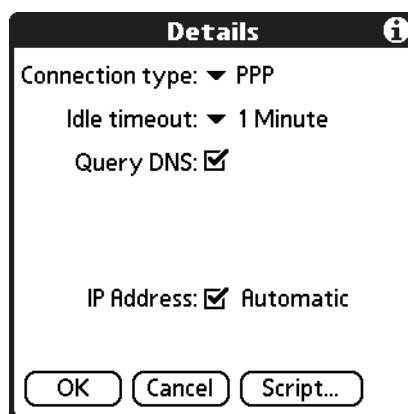 Details
Connection type: PPP
Idle timeout: 1 Minute
Query DNS:
IP Address: Automatic
OK Cancel Script...